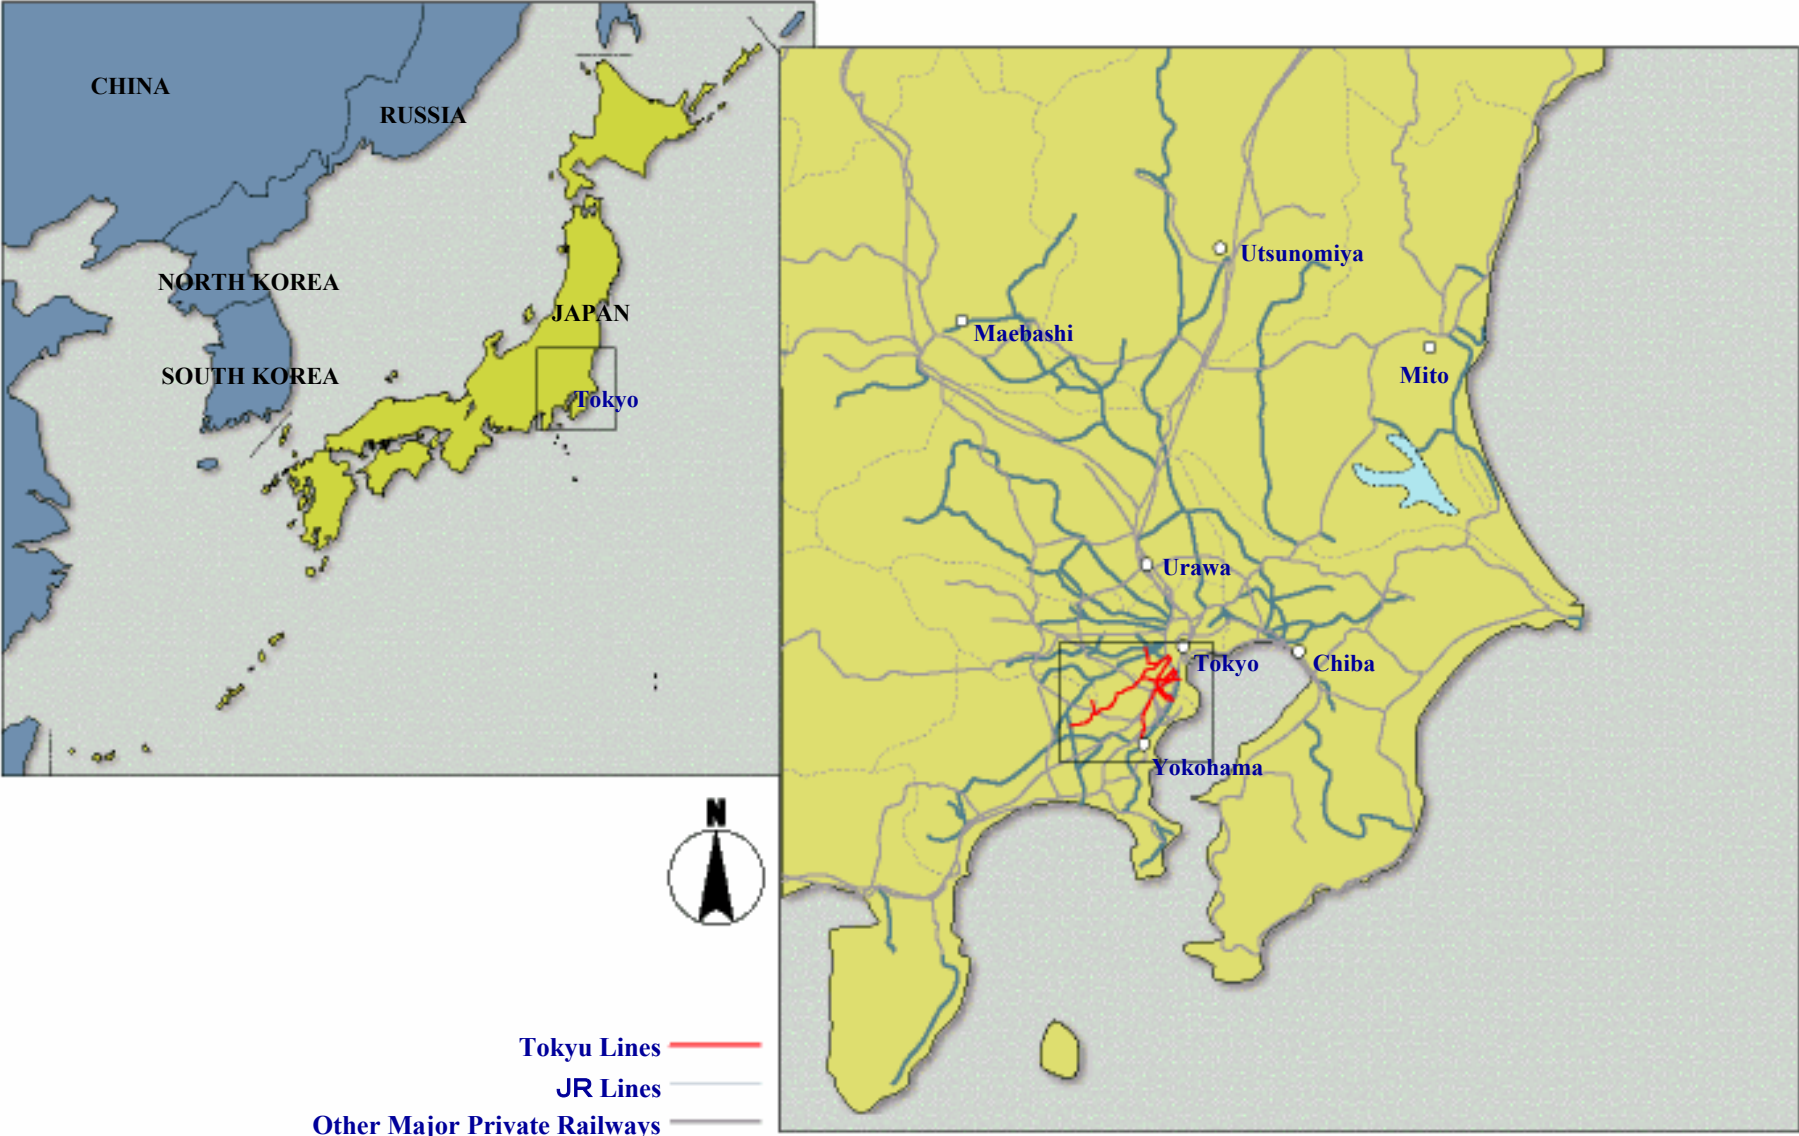 CHINA
RUSSIA
NORTH KOREA
JAPAN
SOUTH KOREA
Tokyo
Utsunomiya
Maebashi
Mito
Urawa
Tokyo
Chiba
Yokohama
N
Tokyu Lines
JR Lines
Other Major Private Railways